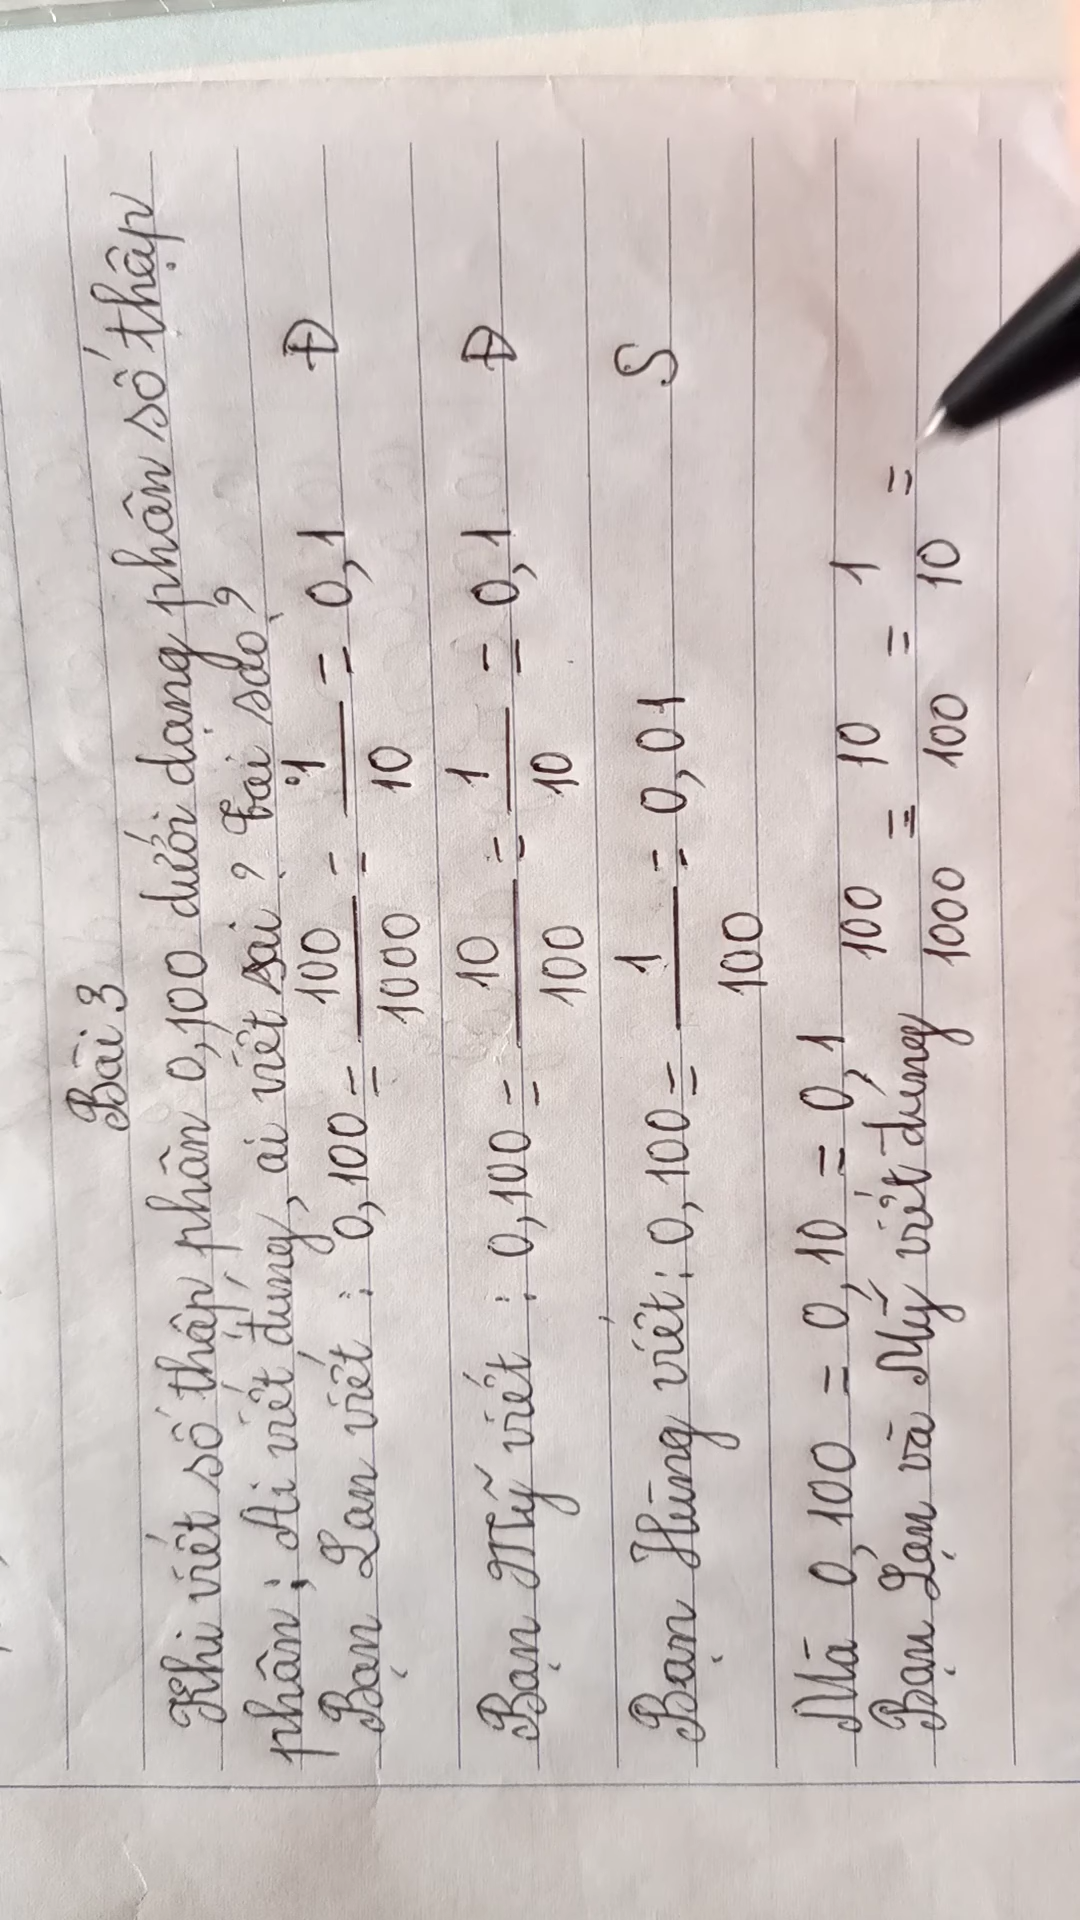 Bài 3
Khi viết số thập phân 0,100 dưới dạng phân số thập
phân; Ai viết đúng, ai viết sai? Tại sao?
Bạn Lan viết: 0,100 = 100/1000 = 1/10 = 0,1 Đ
Bạn Mỹ viết: 0,100 = 10/100 = 1/10 = 0,1 Đ
Bạn Hùng viết: 0,100 = 1/100 = 0,01 S
Mà 0,100 = 0,10 = 0,1
Bạn Lan và Mỹ viết đúng 100/1000 = 10/100 = 1/10 =